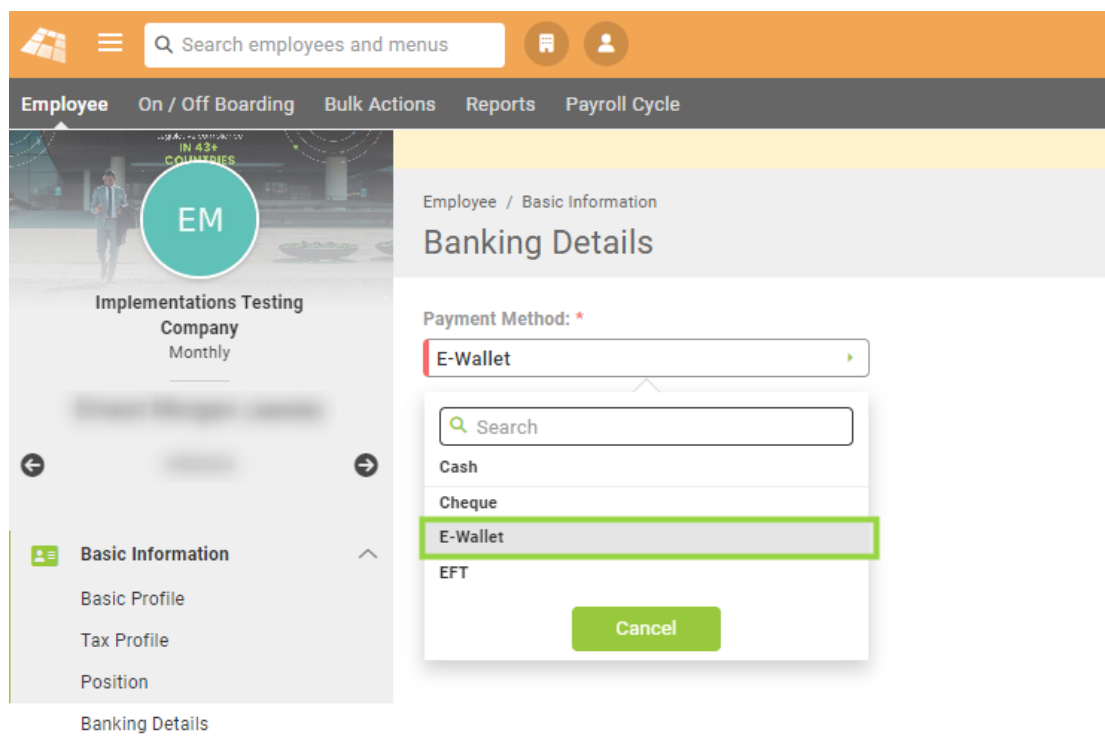 Search employees and menus
Employee On / Off Boarding Bulk Actions Reports Payroll Cycle
IN 43+
COUNTRIES
EM
Implementations Testing
Company
Monthly
Basic Information
Basic Profile
Tax Profile
Position
Banking Details
Employee / Basic Information
Banking Details
Payment Method: *
E-Wallet
Search
Cash
Cheque
E-Wallet
EFT
Cancel